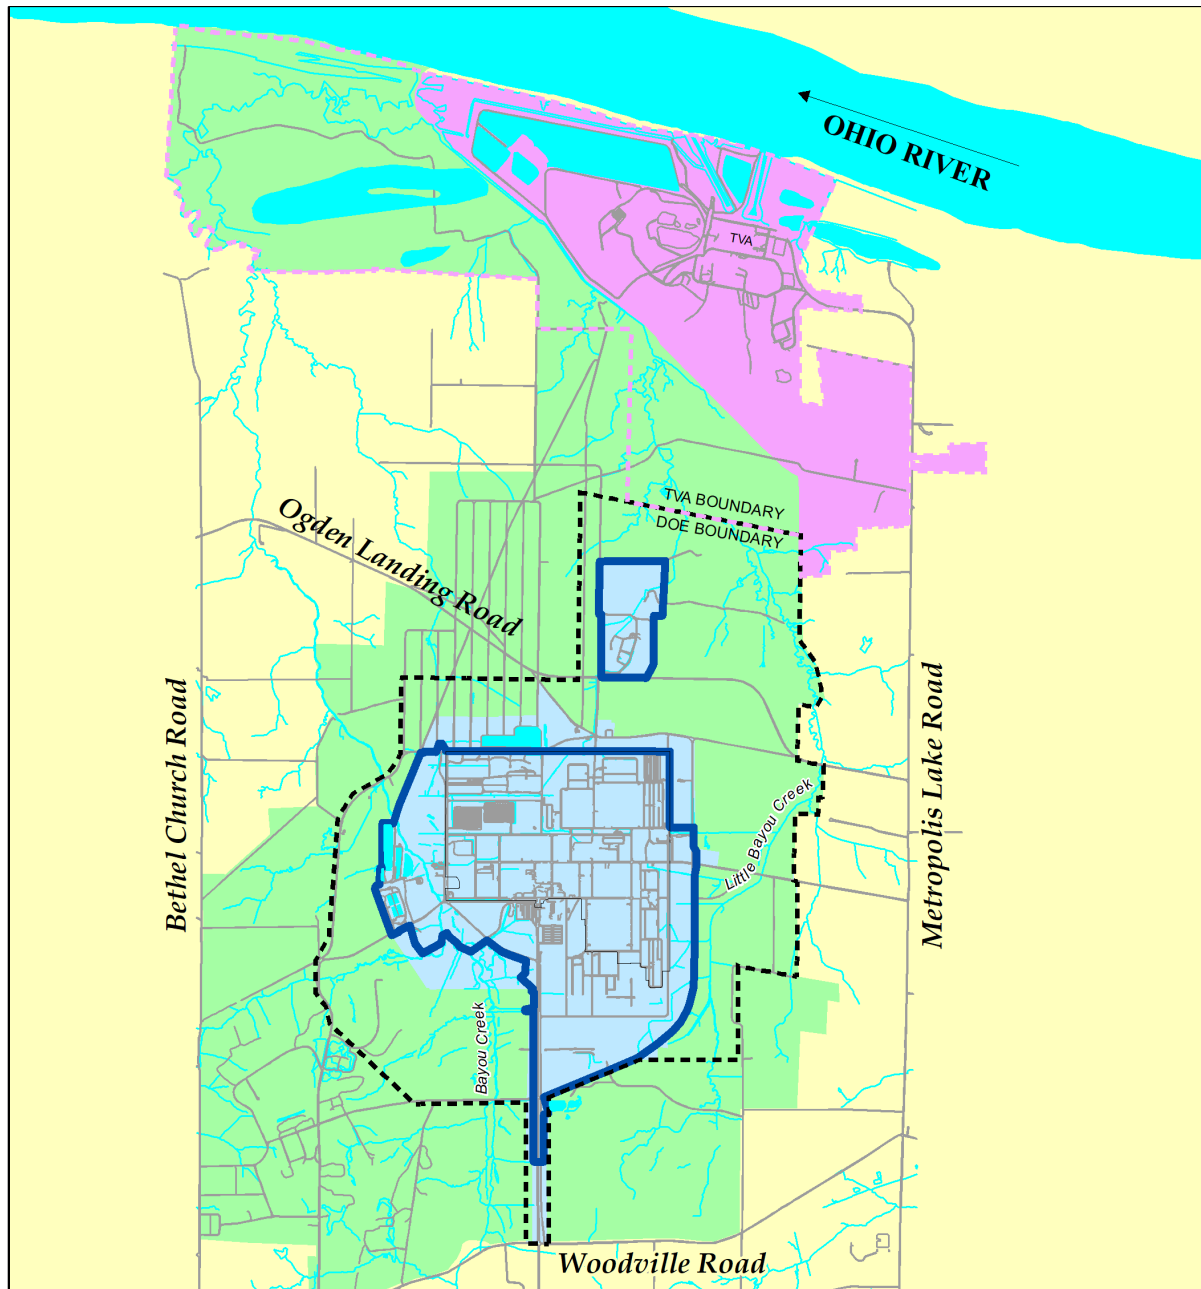 OHIO RIVER
TVA
TVA BOUNDARY
DOE BOUNDARY
Ogden Landing Road
Bethel Church Road
Metropolis Lake Road
Little Bayou Creek
Bayou Creek
Woodville Road